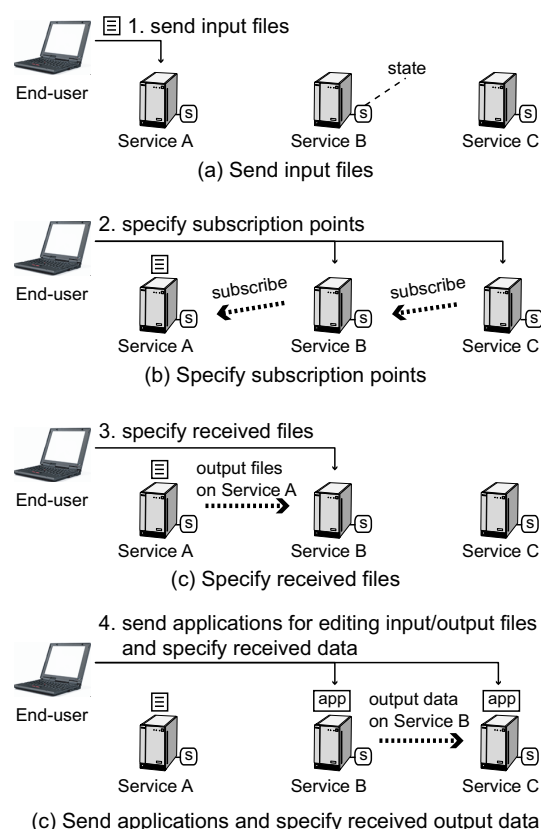 1. send input files
End-user
state
S
S
S
Service A
Service B
Service C
(a) Send input files
2. specify subscription points
End-user
subscribe
subscribe
S
S
S
Service A
Service B
Service C
(b) Specify subscription points
3. specify received files
End-user
output files
on Service A
S
S
S
Service A
Service B
Service C
(c) Specify received files
4. send applications for editing input/output files
and specify received data
End-user
app
output data
on Service B
app
S
S
S
Service A
Service B
Service C
(c) Send applications and specify received output data